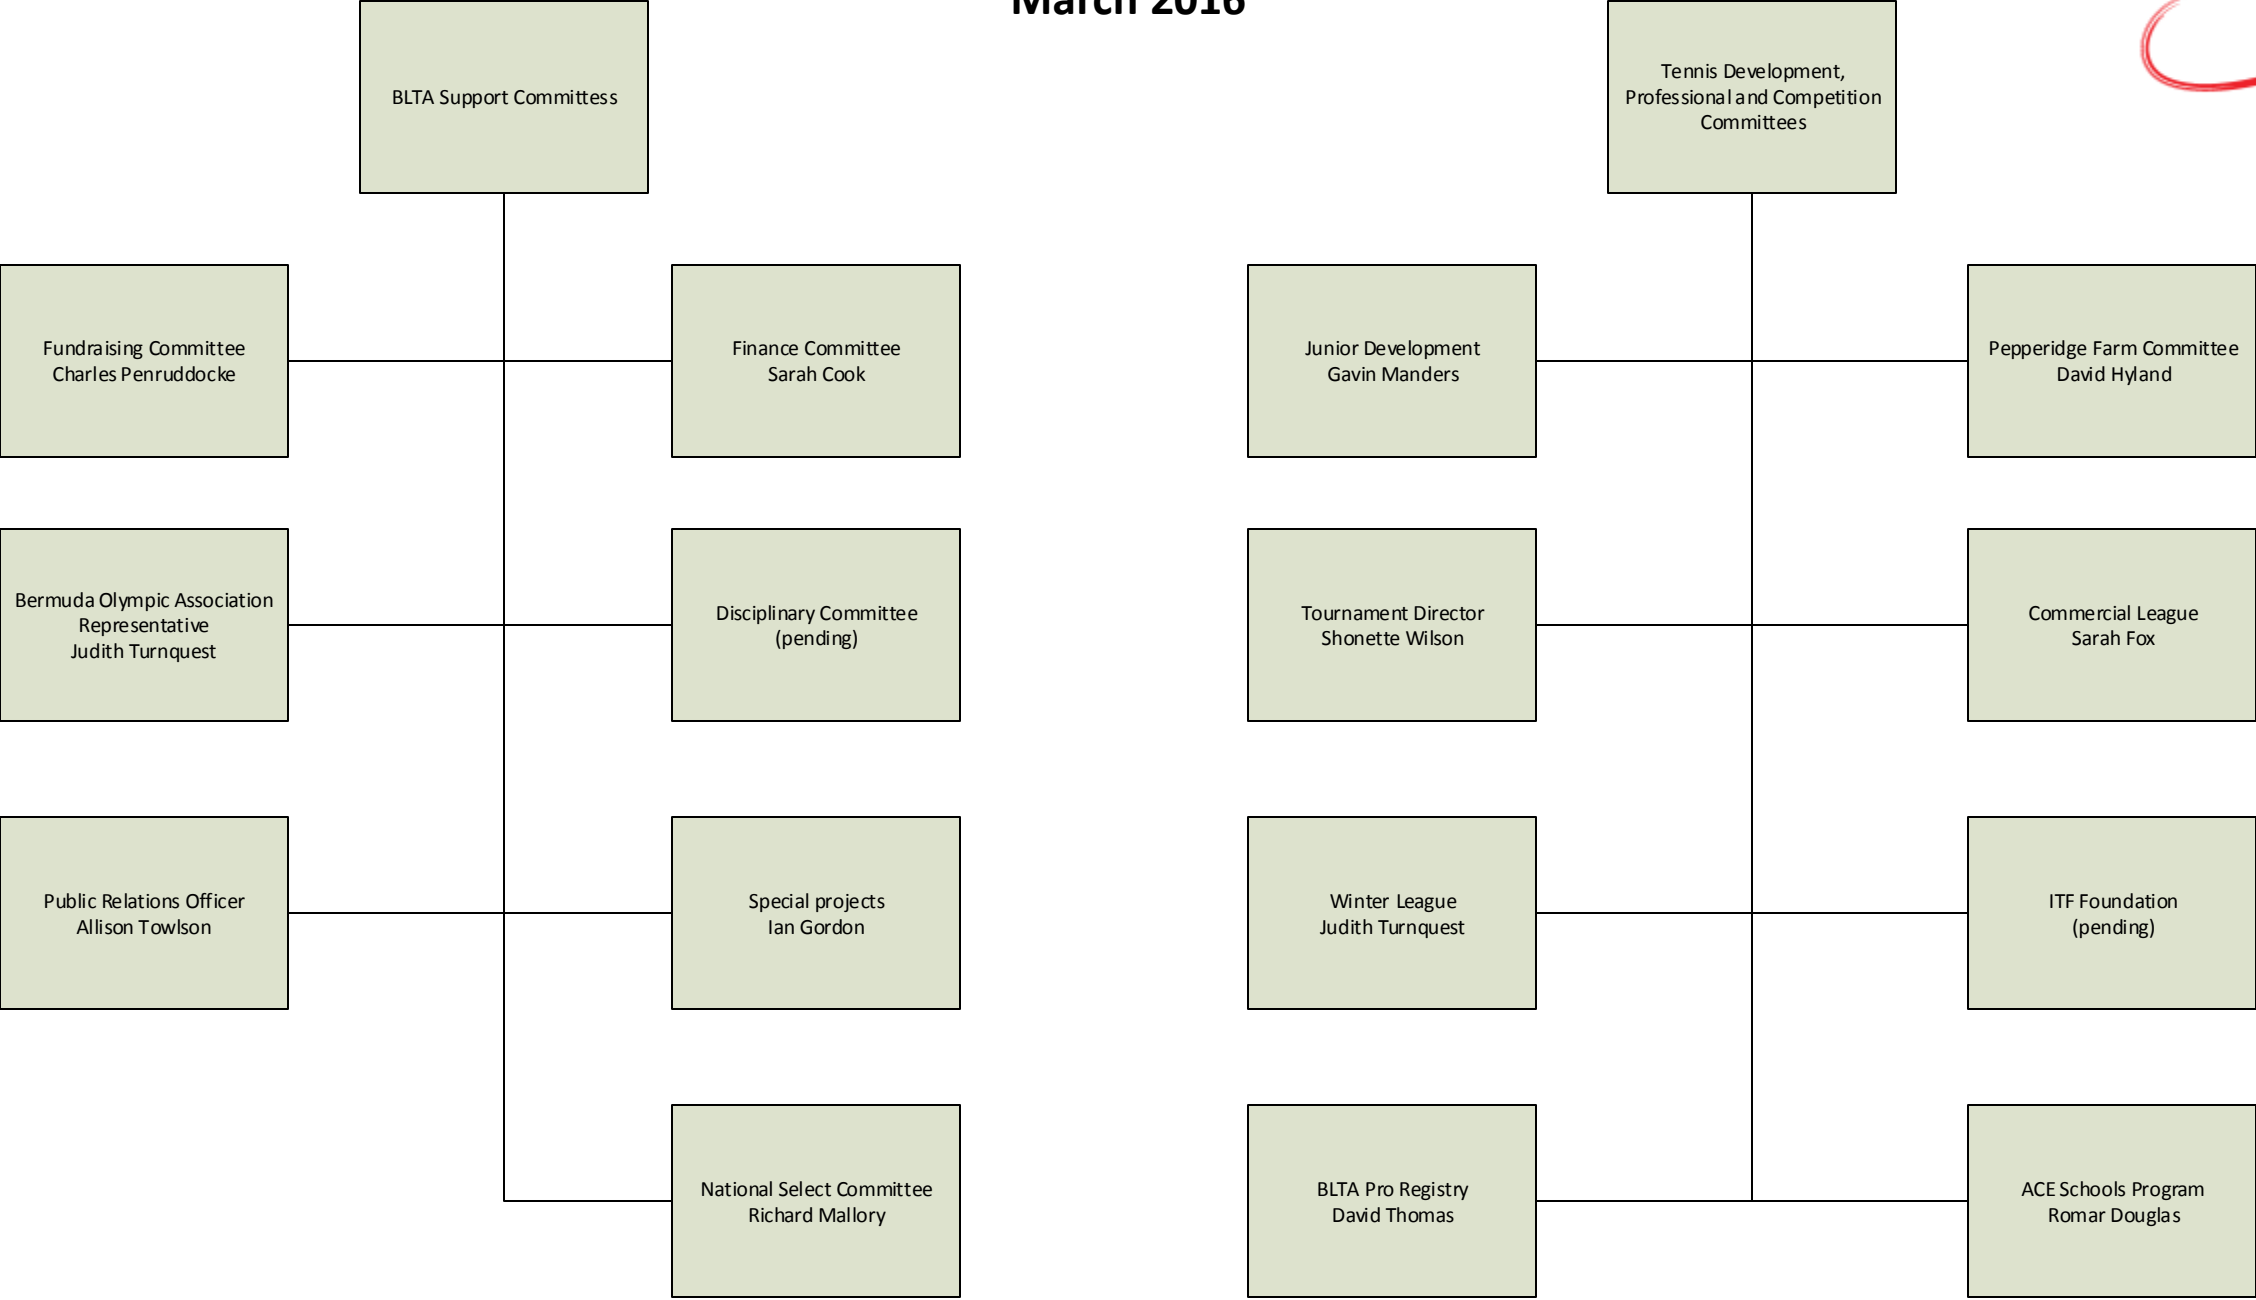 March 2016
BLTA Support Committess
Tennis Development,
Professional and Competition
Committees
Fundraising Committee
Charles Penruddocke
Finance Committee
Sarah Cook
Junior Development
Gavin Manders
Pepperidge Farm Committee
David Hyland
Bermuda Olympic Association
Representative
Judith Turnquest
Disciplinary Committee
(pending)
Tournament Director
Shonette Wilson
Commercial League
Sarah Fox
Public Relations Officer
Allison Towlson
Special projects
Ian Gordon
Winter League
Judith Turnquest
ITF Foundation
(pending)
National Select Committee
Richard Mallory
BLTA Pro Registry
David Thomas
ACE Schools Program
Romar Douglas